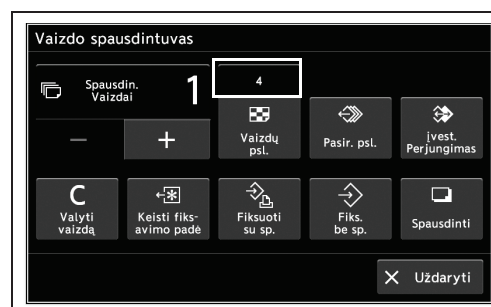 Vaizdo spausdintuvas
Spausdin.
Vaizdai
1
4
− +
Vaizdų
psl.
Pasir. psl.
įvest.
Perjungimas
C
Valyti
vaizdą
Keisti fiks-
avimo padė
Fiksuoti
su sp.
Fiks.
be sp.
Spausdinti
× Uždaryti